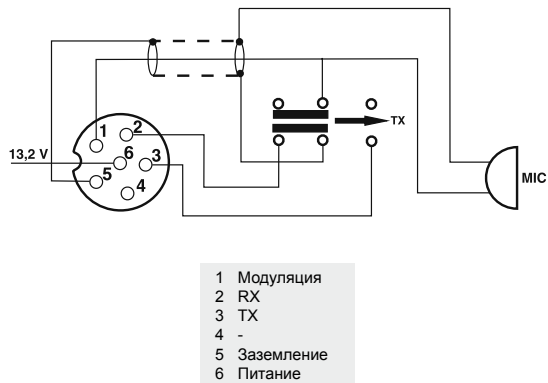 1
2
3
TX
13,2 V
6
5
4
MIC
1 Модуляция
2 RX
3 TX
4 -
5 Заземление
6 Питание